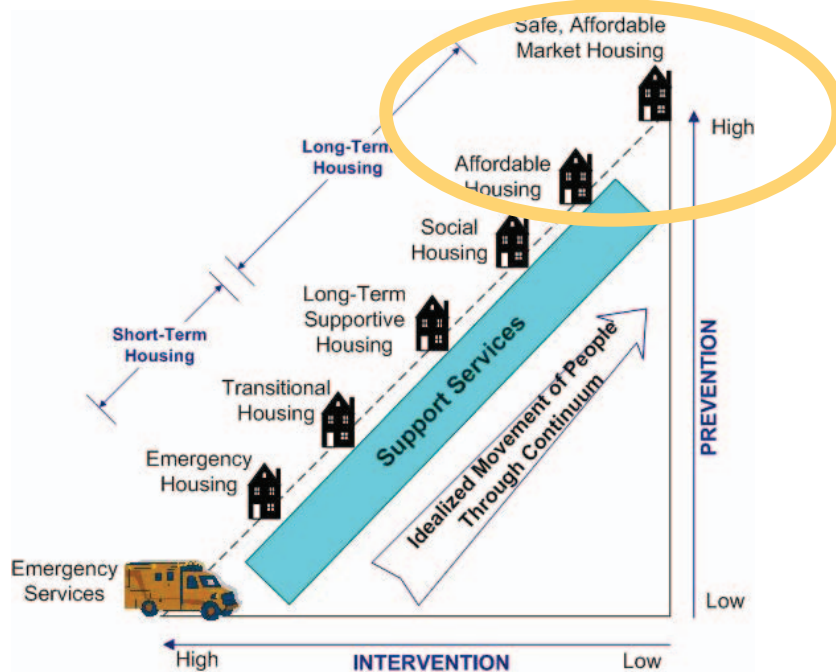 Safe, Affordable
Market Housing
High
Long-Term
Housing
Affordable
Housing
Social
Housing
Long-Term
Supportive
Housing
Short-Term
Housing
Support Services
Idealized Movement of People
Through Continuum
PREVENTION
Transitional
Housing
Emergency
Housing
Emergency
Services
Low
High
INTERVENTION
Low